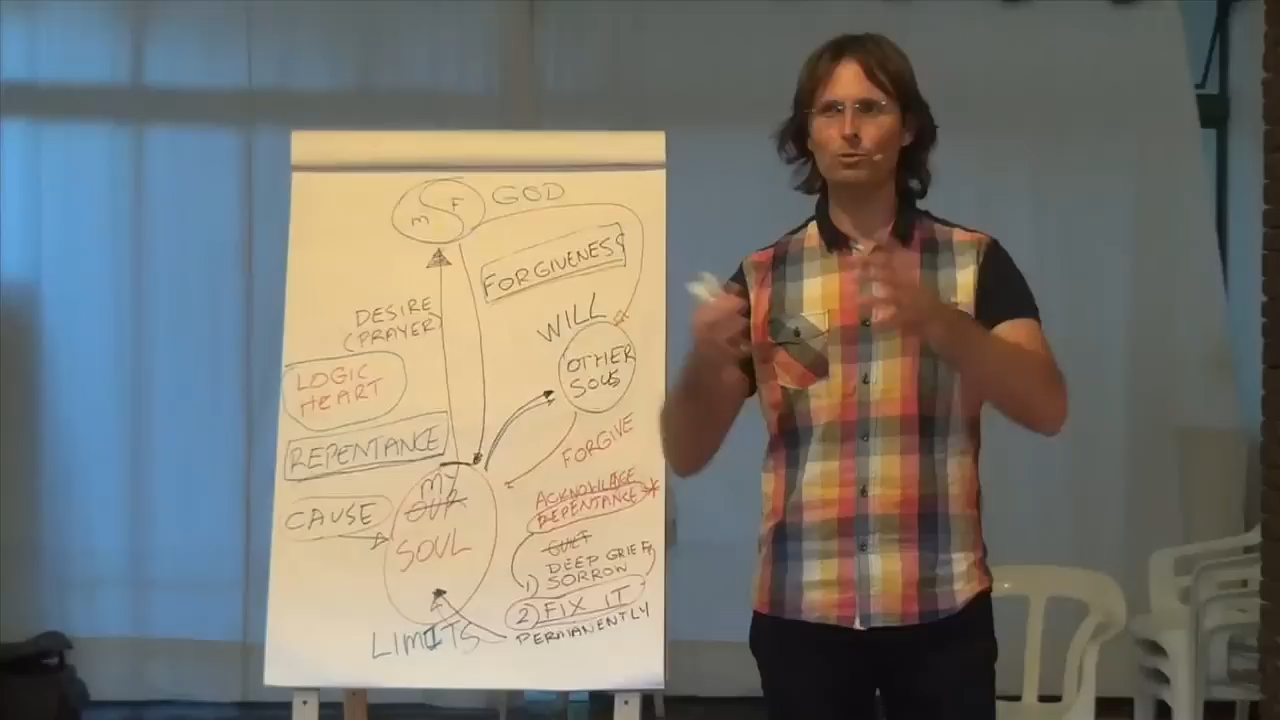 m F GOD
FORGIVENESS
DESIRE
(PRAYER)
WILL
OTHER
SOULS
LOGIC
HEART
REPENTANCE
FORGIVE
MY
OUR
SOUL
CAUSE
ACKNOWLEDGE
REPENTANCE *
GUILT
DEEP GRIEF
1) SORROW
2) FIX IT
PERMANENTLY
LIMITS